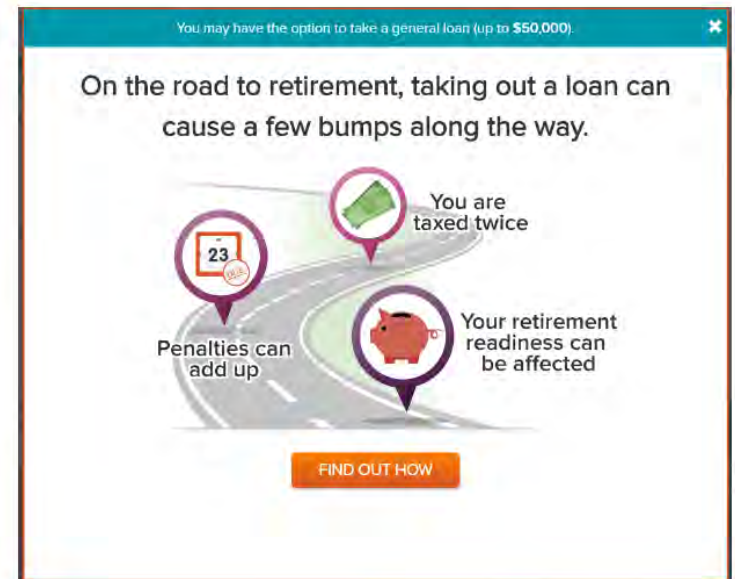 You may have the option to take a general loan (up to $50,000).
On the road to retirement, taking out a loan can
cause a few bumps along the way.
You are
taxed twice
23
DUE
Penalties can
add up
Your retirement
readiness can
be affected
FIND OUT HOW